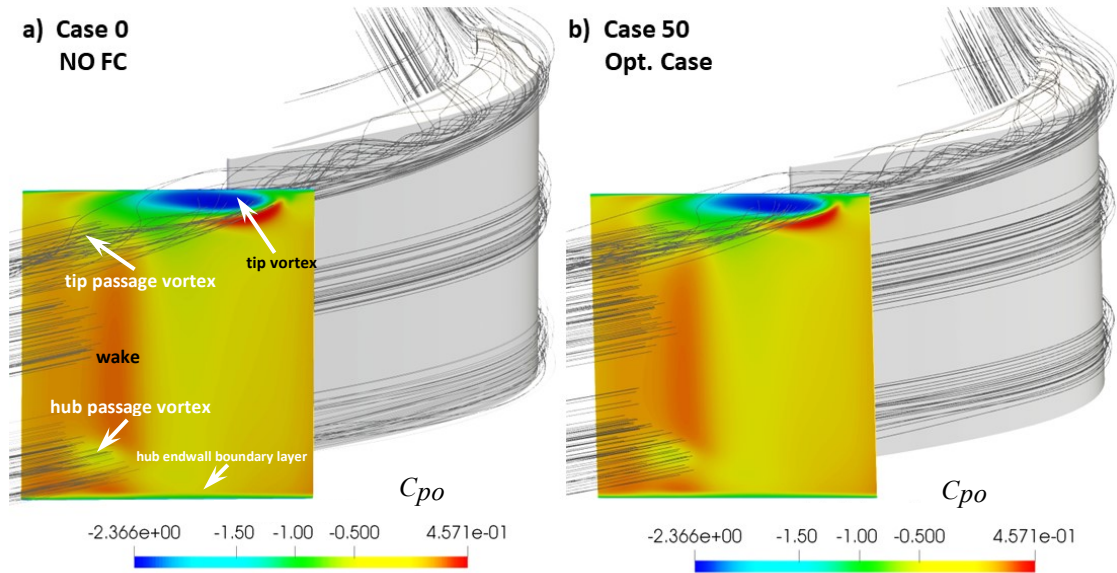 a) Case 0
NO FC
tip vortex
tip passage vortex
wake
hub passage vortex
hub endwall boundary layer
Cpo
-2.366e+00 -1.50 -1.00 -0.500 4.571e-01
b) Case 50
Opt. Case
Cpo
-2.366e+00 -1.50 -1.00 -0.500 4.571e-01